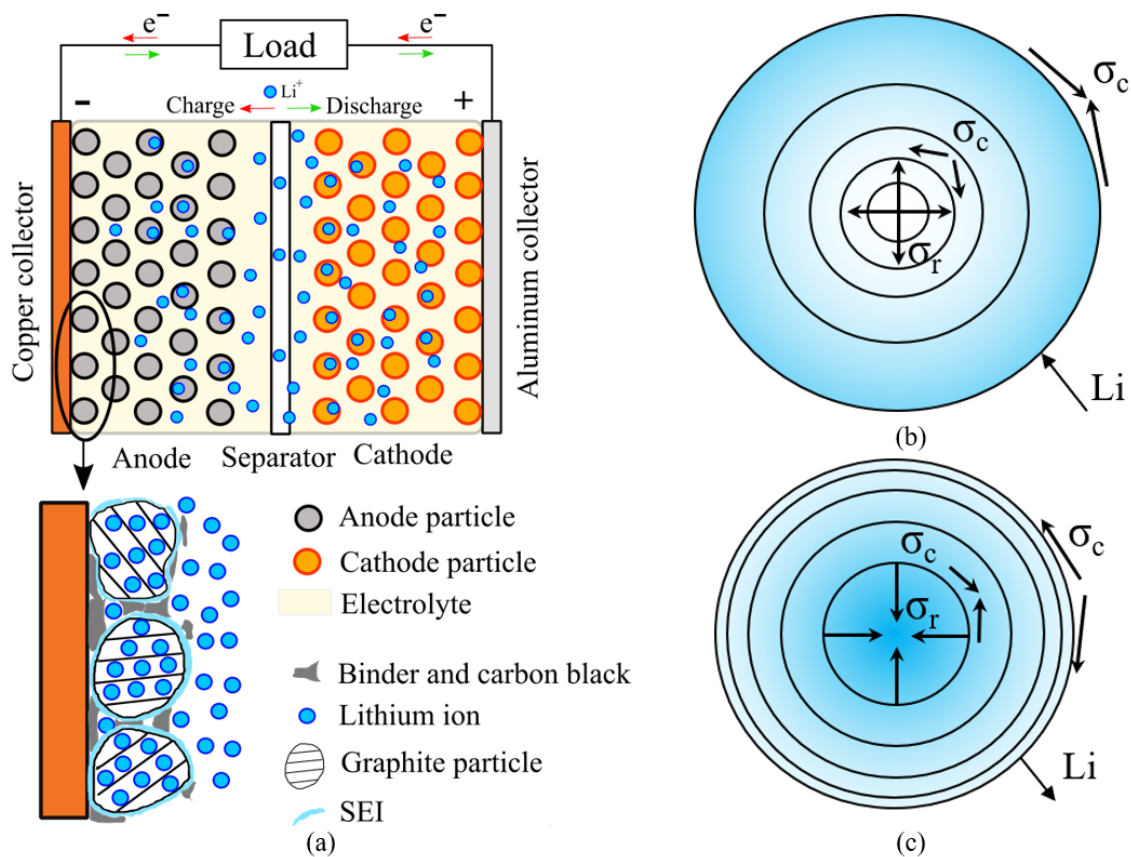 e⁻ e⁻
Load
- Li⁺ +
Charge Discharge
Copper collector
Aluminum collector
Anode Separator Cathode
Anode particle
Cathode particle
Electrolyte
Binder and carbon black
Lithium ion
Graphite particle
SEI
(a)
σc
σc
σr
Li
(b)
σc
σc
σr
Li
(c)